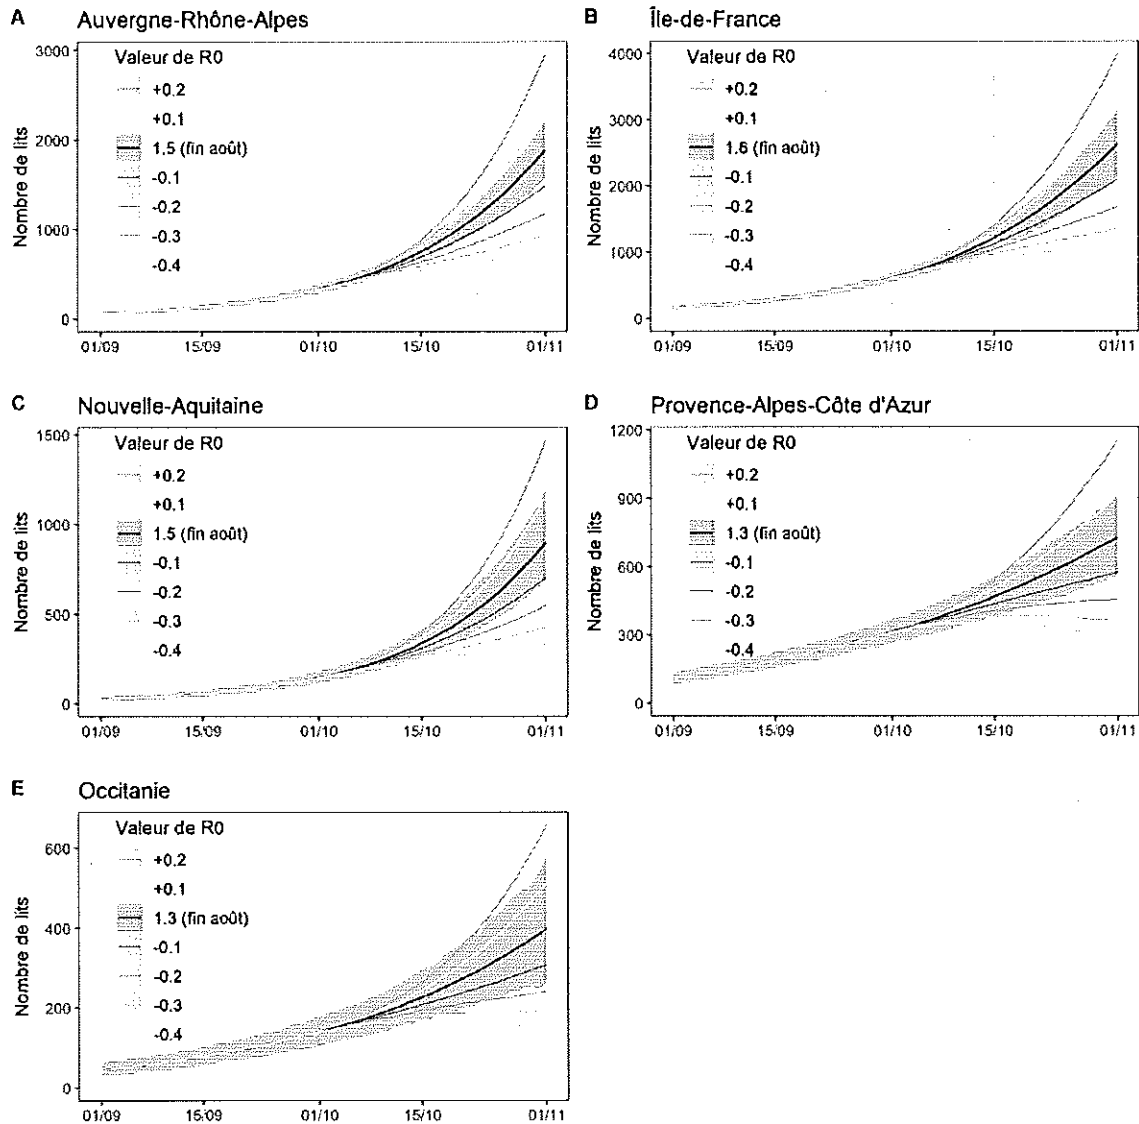 A Auvergne-Rhône-Alpes
Nombre de lits
3000
2000
1000
0
Valeur de R0
+0.2
+0.1
1.5 (fin août)
-0.1
-0.2
-0.3
-0.4
01/09 15/09 01/10 15/10 01/11
B Île-de-France
Nombre de lits
4000
3000
2000
1000
0
Valeur de R0
+0.2
+0.1
1.6 (fin août)
-0.1
-0.2
-0.3
-0.4
01/09 15/09 01/10 15/10 01/11
C Nouvelle-Aquitaine
Nombre de lits
1500
1000
500
0
Valeur de R0
+0.2
+0.1
1.5 (fin août)
-0.1
-0.2
-0.3
-0.4
01/09 15/09 01/10 15/10 01/11
D Provence-Alpes-Côte d'Azur
Nombre de lits
1200
900
600
300
0
Valeur de R0
+0.2
+0.1
1.3 (fin août)
-0.1
-0.2
-0.3
-0.4
01/09 15/09 01/10 15/10 01/11
E Occitanie
Nombre de lits
600
400
200
0
Valeur de R0
+0.2
+0.1
1.3 (fin août)
-0.1
-0.2
-0.3
-0.4
01/09 15/09 01/10 15/10 01/11